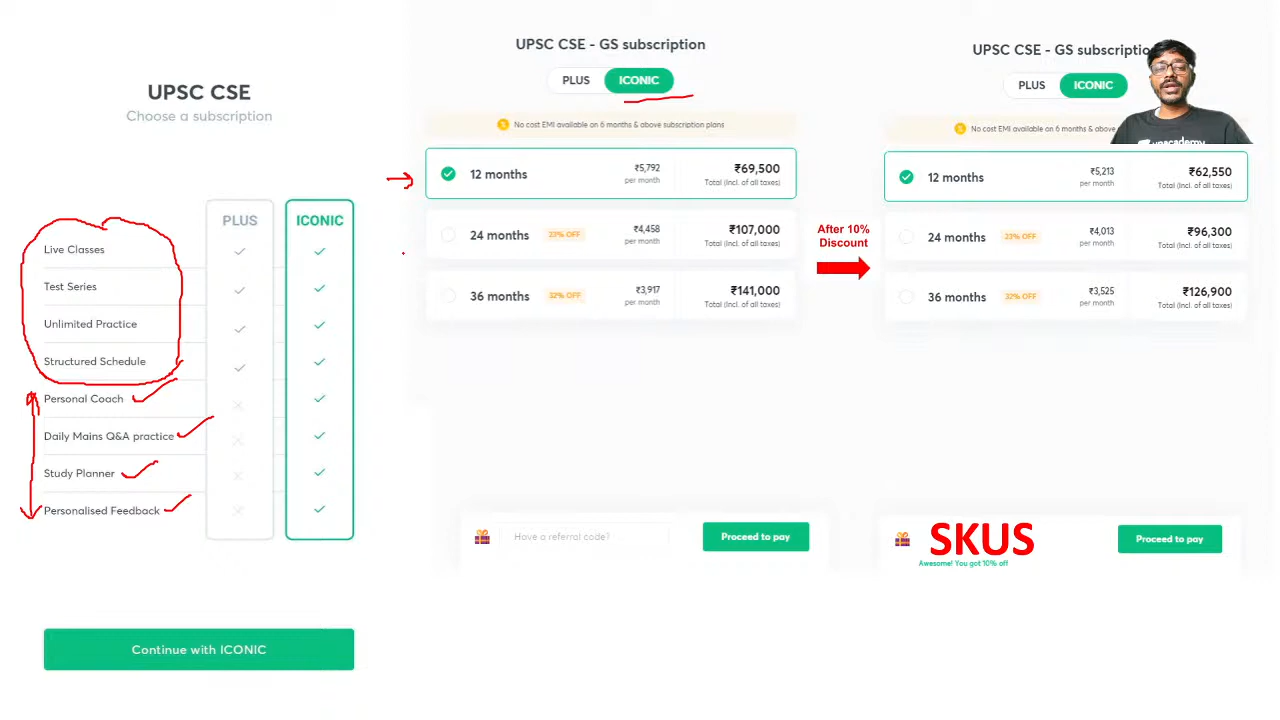 UPSC CSE
Choose a subscription
PLUS ICONIC
Live Classes
Test Series
Unlimited Practice
Structured Schedule
Personal Coach
Daily Mains Q&A practice
Study Planner
Personalised Feedback
Continue with ICONIC
UPSC CSE - GS subscription
PLUS ICONIC
No cost EMI available on 6 months & above subscription plans
12 months ₹5,792 ₹69,500
per month Total (Incl. of all taxes)
24 months 23% OFF ₹4,458 ₹107,000
per month Total (Incl. of all taxes)
36 months 32% OFF ₹3,917 ₹141,000
per month Total (Incl. of all taxes)
Have a referral code? Proceed to pay
After 10%
Discount
UPSC CSE - GS subscriptio
PLUS ICONIC
No cost EMI available on 6 months & above
12 months ₹5,213 ₹62,550
per month Total (Incl. of all taxes)
24 months 23% OFF ₹4,013 ₹96,300
per month Total (Incl. of all taxes)
36 months 32% OFF ₹3,525 ₹126,900
per month Total (Incl. of all taxes)
SKUS Proceed to pay
Awesome! You got 10% off